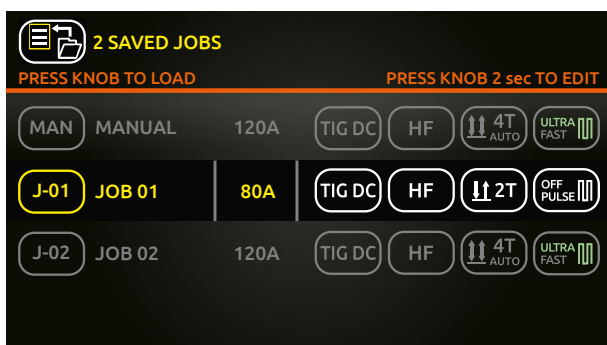 2 SAVED JOBS
PRESS KNOB TO LOAD PRESS KNOB 2 sec TO EDIT
MAN MANUAL 120A TIG DC HF 4T AUTO ULTRA FAST
J-01 JOB 01 80A TIG DC HF 2T OFF PULSE
J-02 JOB 02 120A TIG DC HF 4T AUTO ULTRA FAST